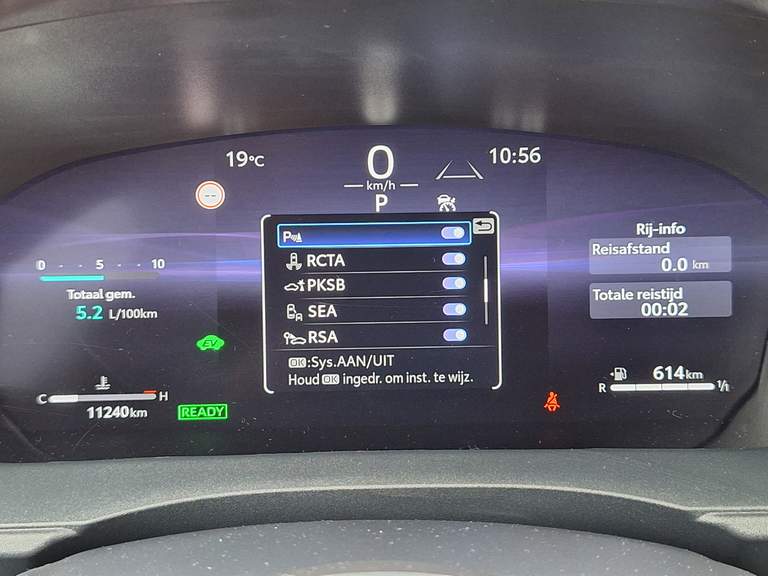 19°C
0
10:56
km/h
P
--
P
RCTA
PKSB
SEA
RSA
OK:Sys.AAN/UIT
Houd OK ingedr. om inst. te wijz.
0 5 10
Totaal gem.
5.2 L/100km
EV
C H
11240km
READY
Rij-info
Reisafstand
0.0 km
Totale reistijd
00:02
614km
R 1/1